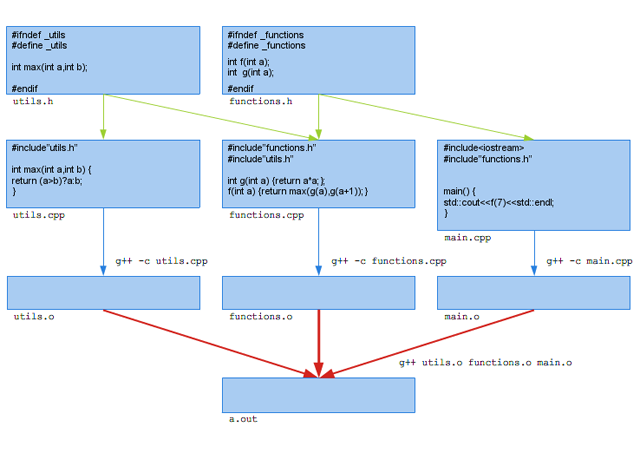 #ifndef _utils
#define _utils
int max(int a,int b);
#endif
utils.h
#ifndef _functions
#define _functions
int f(int a);
int  g(int a);
#endif
functions.h
#include"utils.h"
int max(int a,int b) {
return (a>b)?a:b;
}
utils.cpp
#include"functions.h"
#include"utils.h"
int g(int a) {return a*a; };
f(int a) {return max(g(a),g(a+1)); }
functions.cpp
#include<iostream>
#include"functions.h"
main() {
std::cout<<f(7)<<std::endl;
}
main.cpp
g++ -c utils.cpp
g++ -c functions.cpp
g++ -c main.cpp
utils.o
functions.o
main.o
g++ utils.o functions.o main.o
a.out